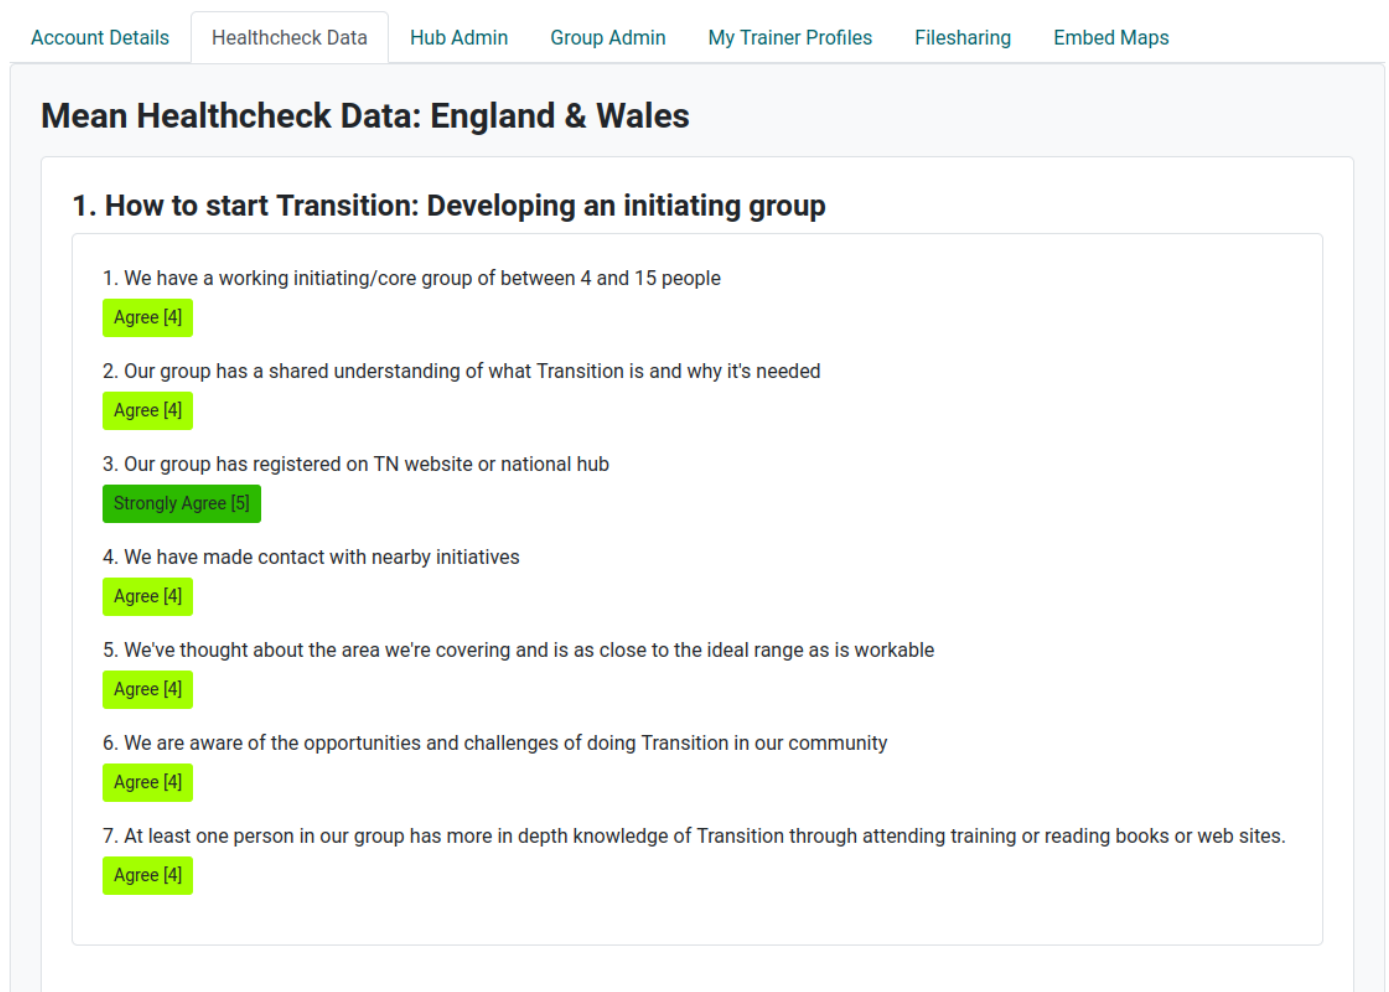 Account Details Healthcheck Data Hub Admin Group Admin My Trainer Profiles Filesharing Embed Maps
Mean Healthcheck Data: England & Wales
1. How to start Transition: Developing an initiating group
1. We have a working initiating/core group of between 4 and 15 people
Agree [4]
2. Our group has a shared understanding of what Transition is and why it's needed
Agree [4]
3. Our group has registered on TN website or national hub
Strongly Agree [5]
4. We have made contact with nearby initiatives
Agree [4]
5. We've thought about the area we're covering and is as close to the ideal range as is workable
Agree [4]
6. We are aware of the opportunities and challenges of doing Transition in our community
Agree [4]
7. At least one person in our group has more in depth knowledge of Transition through attending training or reading books or web sites.
Agree [4]